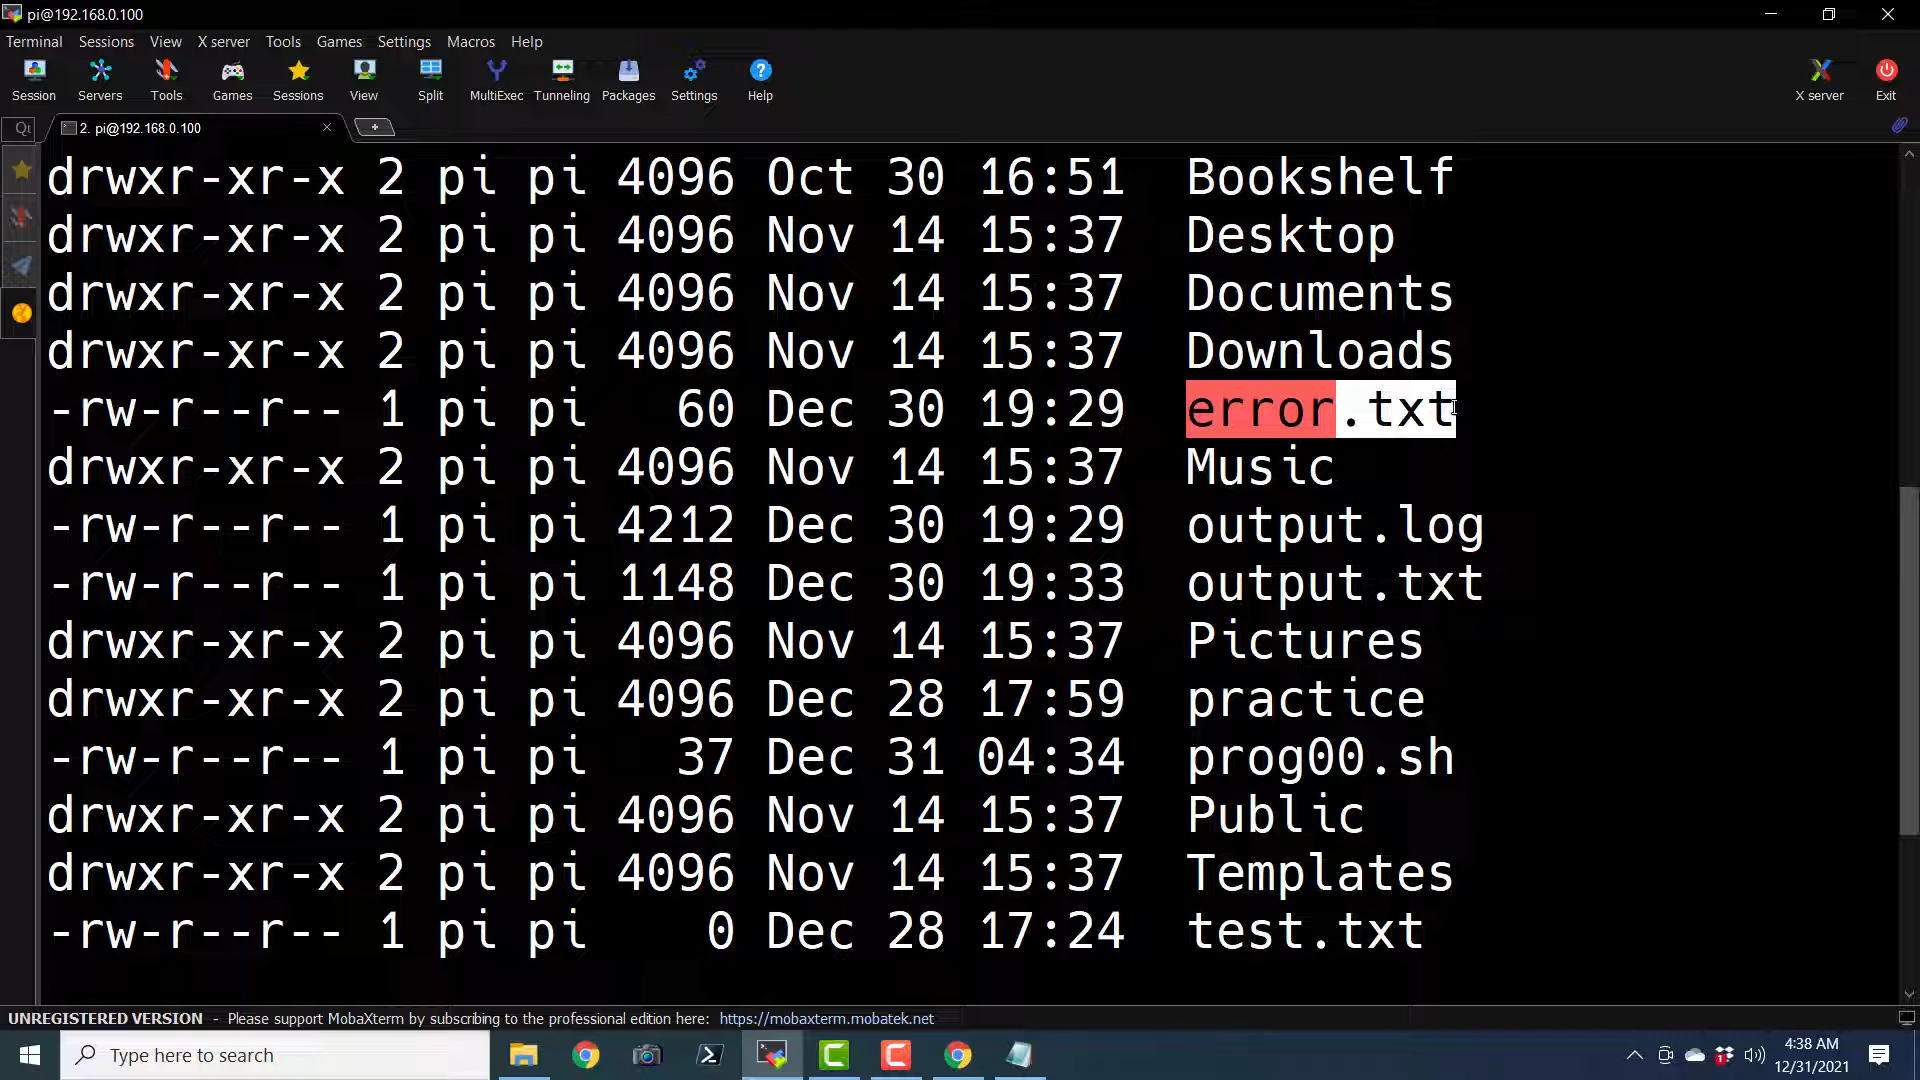 pi@192.168.0.100
Terminal Sessions View X server Tools Games Settings Macros Help
Session Servers Tools Games Sessions View Split MultiExec Tunneling Packages Settings Help X server Exit
2. pi@192.168.0.100
drwxr-xr-x 2 pi pi 4096 Oct 30 16:51 Bookshelf
drwxr-xr-x 2 pi pi 4096 Nov 14 15:37 Desktop
drwxr-xr-x 2 pi pi 4096 Nov 14 15:37 Documents
drwxr-xr-x 2 pi pi 4096 Nov 14 15:37 Downloads
-rw-r--r-- 1 pi pi 60 Dec 30 19:29 error.txt
drwxr-xr-x 2 pi pi 4096 Nov 14 15:37 Music
-rw-r--r-- 1 pi pi 4212 Dec 30 19:29 output.log
-rw-r--r-- 1 pi pi 1148 Dec 30 19:33 output.txt
drwxr-xr-x 2 pi pi 4096 Nov 14 15:37 Pictures
drwxr-xr-x 2 pi pi 4096 Dec 28 17:59 practice
-rw-r--r-- 1 pi pi 37 Dec 31 04:34 prog00.sh
drwxr-xr-x 2 pi pi 4096 Nov 14 15:37 Public
drwxr-xr-x 2 pi pi 4096 Nov 14 15:37 Templates
-rw-r--r-- 1 pi pi 0 Dec 28 17:24 test.txt
UNREGISTERED VERSION - Please support MobaXterm by subscribing to the professional edition here: https://mobaxterm.mobatek.net
Type here to search
4:38 AM
12/31/2021